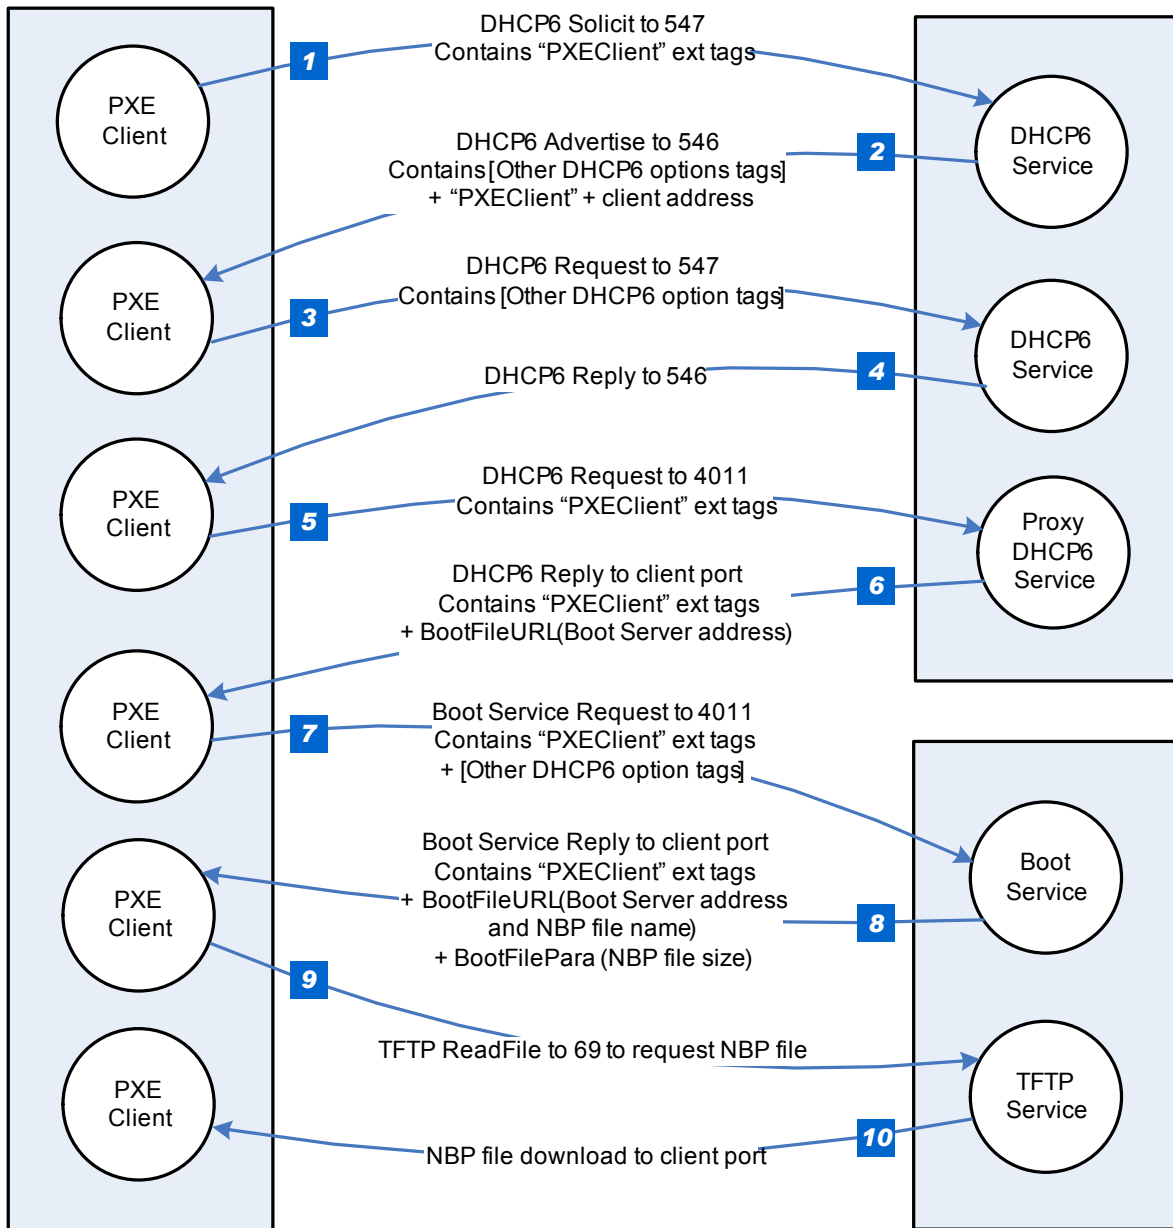 DHCP6 Solicit to 547
Contains “PXEClient” ext tags
1
PXE
Client
DHCP6
Service
DHCP6 Advertise to 546
Contains [Other DHCP6 options tags]
+ “PXEClient” + client address
2
PXE
Client
DHCP6 Request to 547
Contains [Other DHCP6 option tags]
3
DHCP6
Service
DHCP6 Reply to 546
4
PXE
Client
DHCP6 Request to 4011
Contains “PXEClient” ext tags
5
Proxy
DHCP6
Service
DHCP6 Reply to client port
Contains “PXEClient” ext tags
+ BootFileURL(Boot Server address)
6
PXE
Client
Boot Service Request to 4011
Contains “PXEClient” ext tags
+ [Other DHCP6 option tags]
7
Boot
Service
Boot Service Reply to client port
Contains “PXEClient” ext tags
+ BootFileURL(Boot Server address
and NBP file name)
+ BootFilePara (NBP file size)
8
PXE
Client
9
TFTP ReadFile to 69 to request NBP file
TFTP
Service
PXE
Client
10
NBP file download to client port